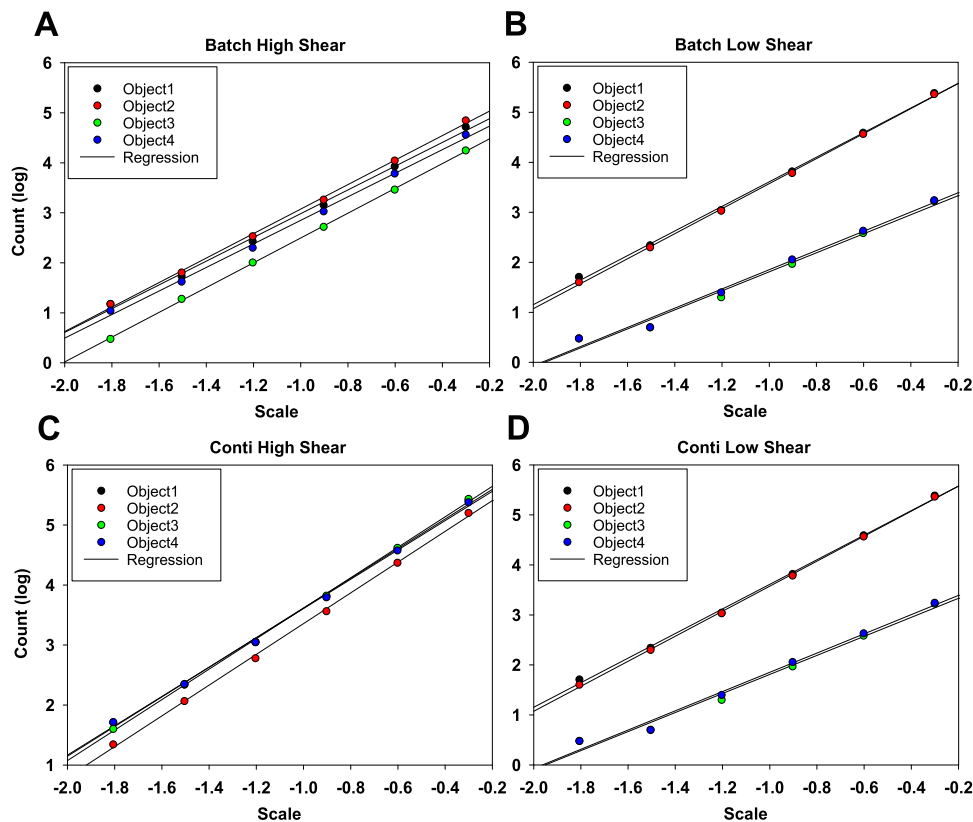 A
Batch High Shear
Count (log)
6
5
4
3
2
1
0
Object1
Object2
Object3
Object4
Regression
-2.0 -1.8 -1.6 -1.4 -1.2 -1.0 -0.8 -0.6 -0.4 -0.2
Scale
B
Batch Low Shear
6
5
4
3
2
1
0
Object1
Object2
Object3
Object4
Regression
-2.0 -1.8 -1.6 -1.4 -1.2 -1.0 -0.8 -0.6 -0.4 -0.2
Scale
C
Conti High Shear
Count (log)
6
5
4
3
2
1
Object1
Object2
Object3
Object4
Regression
-2.0 -1.8 -1.6 -1.4 -1.2 -1.0 -0.8 -0.6 -0.4 -0.2
Scale
D
Conti Low Shear
6
5
4
3
2
1
0
Object1
Object2
Object3
Object4
Regression
-2.0 -1.8 -1.6 -1.4 -1.2 -1.0 -0.8 -0.6 -0.4 -0.2
Scale